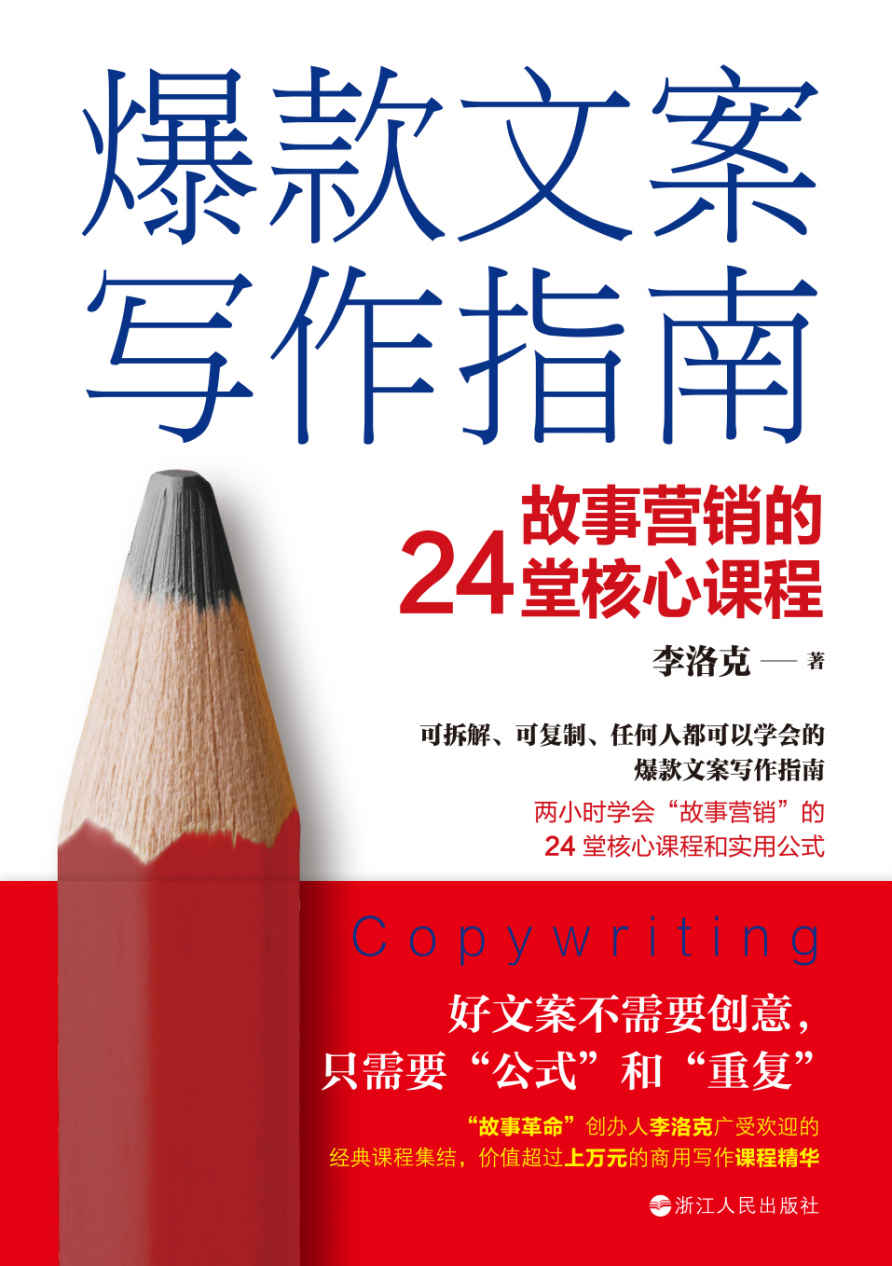 爆款文案
写作指南
故事营销的
24堂核心课程
李洛克 —— 著
可拆解、可复制、任何人都可以学会的
爆款文案写作指南
两小时学会“故事营销”的
24 堂核心课程和实用公式
Copywriting
好文案不需要创意，
只需要“公式”和“重复”
“故事革命”创办人李洛克广受欢迎的
经典课程集结，价值超过上万元的商用写作课程精华
浙江人民出版社